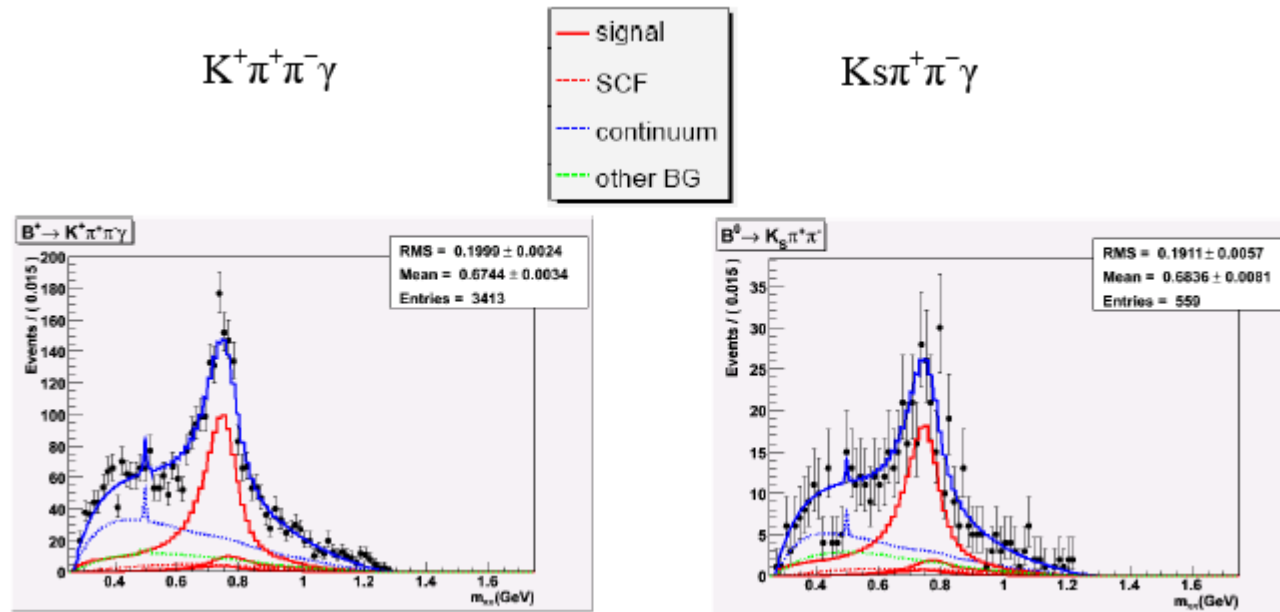 K⁺π⁺π⁻γ
signal
SCF
continuum
other BG
Ksπ⁺π⁻γ
B⁺→ K⁺π⁺π⁻γ
RMS = 0.1999 ± 0.0024
Mean = 0.6744 ± 0.0034
Entries = 3413
Events / ( 0.015 )
200
180
160
140
120
100
80
60
40
20
0
0.4 0.6 0.8 1 1.2 1.4 1.6
mππ(GeV)
B⁰→ K_Sπ⁺π⁻
RMS = 0.1911 ± 0.0057
Mean = 0.6836 ± 0.0081
Entries = 559
Events / ( 0.015 )
35
30
25
20
15
10
5
0
0.4 0.6 0.8 1 1.2 1.4 1.6
mππ(GeV)